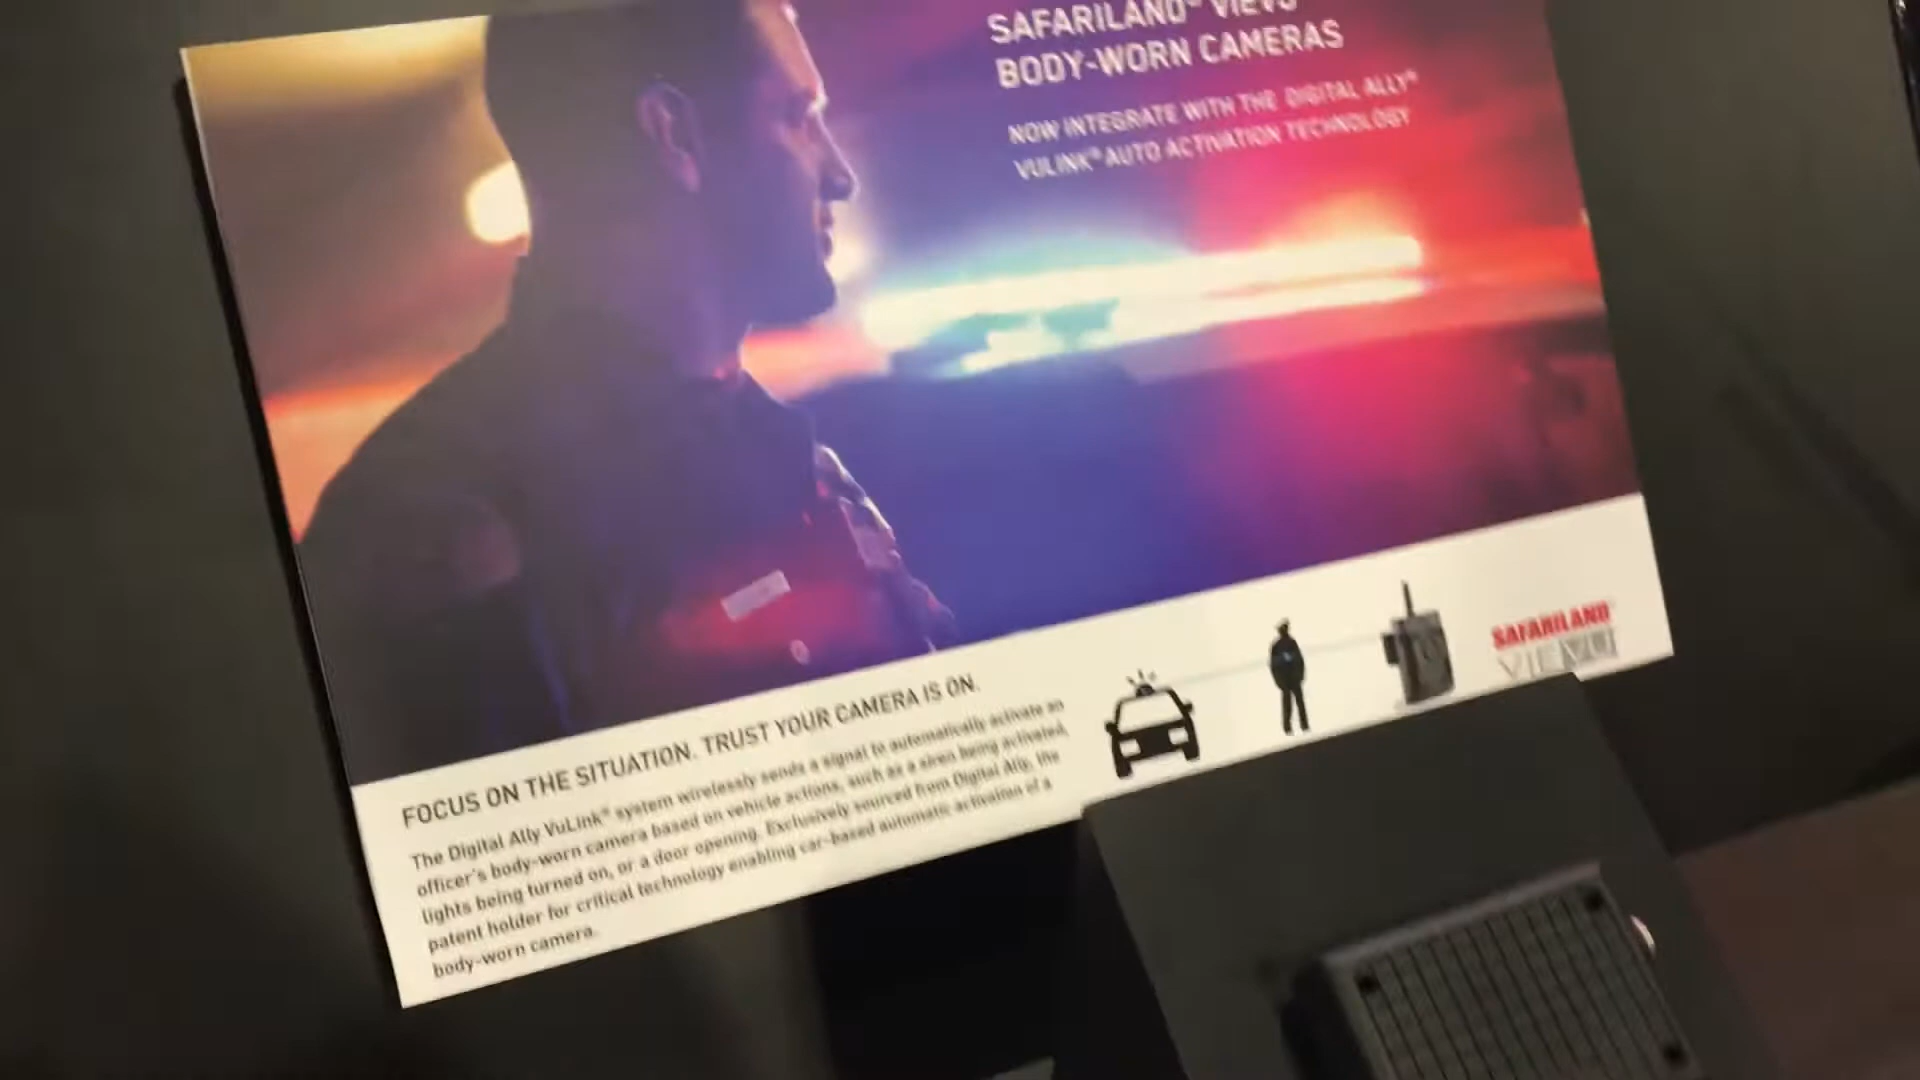 SAFARILAND® VIEVU®
BODY-WORN CAMERAS
NOW INTEGRATE WITH THE DIGITAL ALLY®
VULINK® AUTO ACTIVATION TECHNOLOGY
FOCUS ON THE SITUATION. TRUST YOUR CAMERA IS ON.
The Digital Ally VuLink® system wirelessly sends a signal to automatically activate an
officer's body-worn camera based on vehicle actions, such as a siren being activated,
lights being turned on, or a door opening. Exclusively sourced from Digital Ally, the
patent holder for critical technology enabling car-based automatic activation of a
body-worn camera.
SAFARILAND
VIEVU